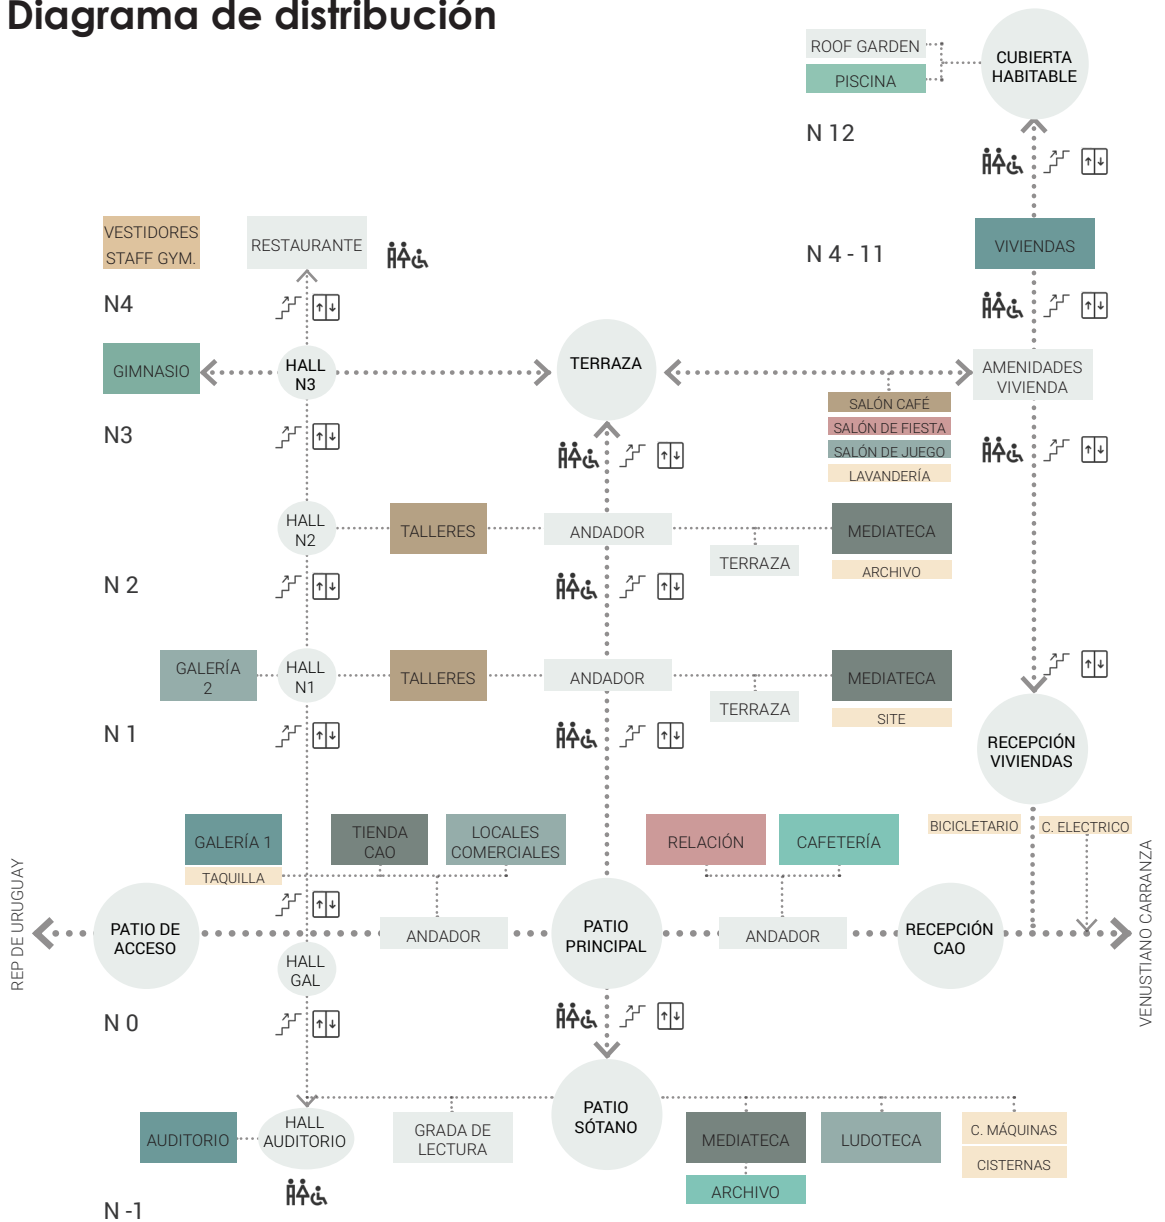 Diagrama de distribución
ROOF GARDEN
PISCINA
CUBIERTA
HABITABLE
N 12
VESTIDORES
STAFF GYM.
RESTAURANTE
N 4 - 11
VIVIENDAS
N4
GIMNASIO
HALL
N3
TERRAZA
AMENIDADES
VIVIENDA
SALÓN CAFÉ
SALÓN DE FIESTA
SALÓN DE JUEGO
LAVANDERÍA
N3
HALL
N2
TALLERES
ANDADOR
TERRAZA
MEDIATECA
ARCHIVO
N 2
GALERÍA
2
HALL
N1
TALLERES
ANDADOR
TERRAZA
MEDIATECA
SITE
N 1
RECEPCIÓN
VIVIENDAS
GALERÍA 1
TAQUILLA
TIENDA
CAO
LOCALES
COMERCIALES
RELACIÓN
CAFETERÍA
BICICLETARIO
C. ELECTRICO
REP DE URUGUAY
PATIO DE
ACCESO
ANDADOR
PATIO
PRINCIPAL
ANDADOR
RECEPCIÓN
CAO
VENUSTIANO CARRANZA
HALL
GAL
N 0
AUDITORIO
HALL
AUDITORIO
GRADA DE
LECTURA
PATIO
SÓTANO
MEDIATECA
ARCHIVO
LUDOTECA
C. MÁQUINAS
CISTERNAS
N -1